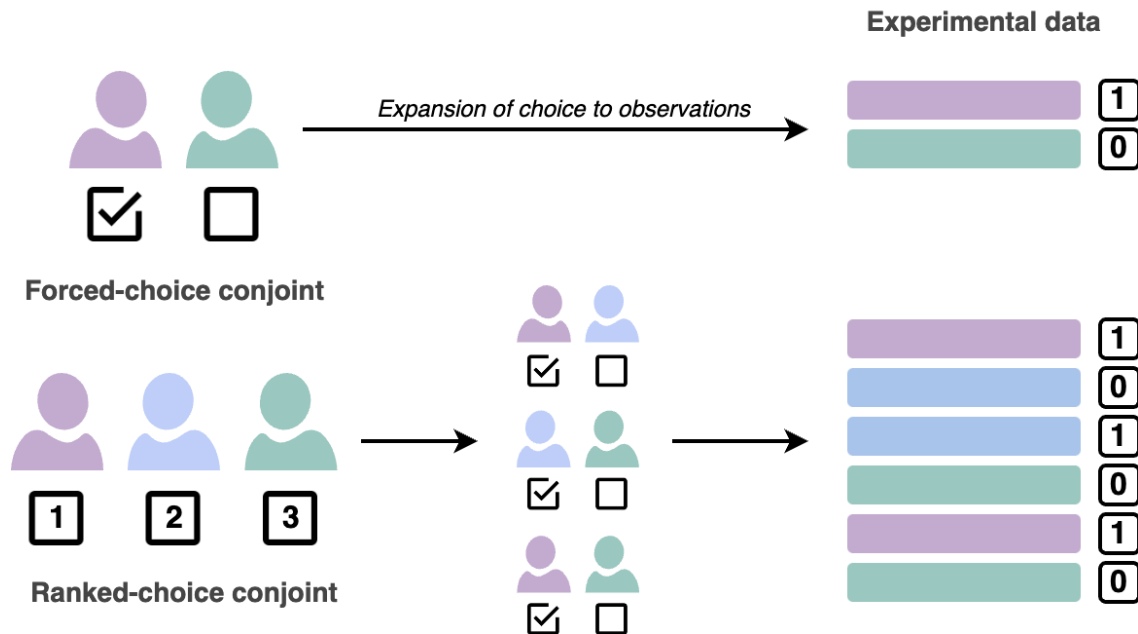 Experimental data
Expansion of choice to observations
1
0
Forced-choice conjoint
1
0
1
0
1
0
1 2 3
Ranked-choice conjoint